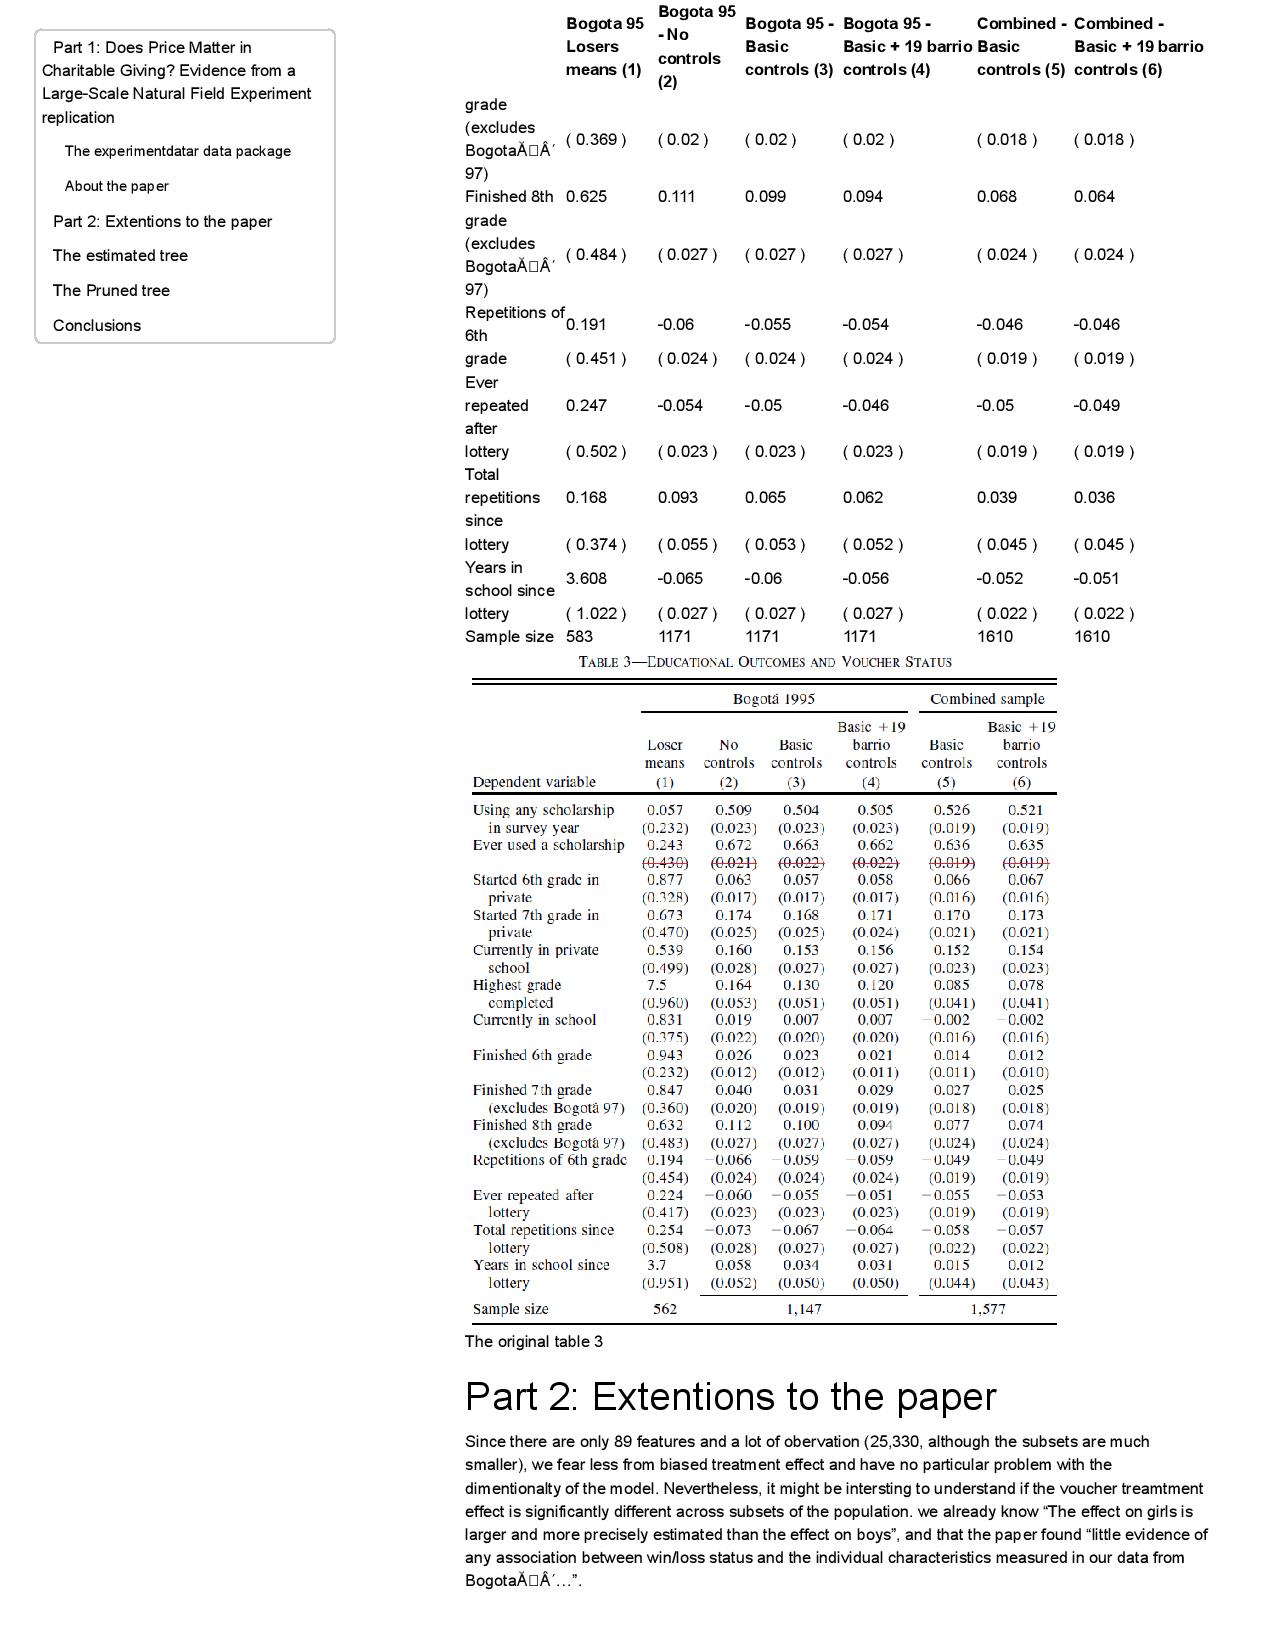 Part 1: Does Price Matter in
Charitable Giving? Evidence from a
Large-Scale Natural Field Experiment
replication
The experimentdatar data package
About the paper
Part 2: Extentions to the paper
The estimated tree
The Pruned tree
Conclusions
Bogota 95 Losers means (1) Bogota 95 - No controls (2) Bogota 95 - Basic controls (3) Bogota 95 - Basic + 19 barrio controls (4) Combined - Basic controls (5) Combined - Basic + 19 barrio controls (6)
grade
(excludes
BogotaÃ□Â´ ( 0.369 ) ( 0.02 ) ( 0.02 ) ( 0.02 ) ( 0.018 ) ( 0.018 )
97)
Finished 8th 0.625 0.111 0.099 0.094 0.068 0.064
grade
(excludes
BogotaÃ□Â´ ( 0.484 ) ( 0.027 ) ( 0.027 ) ( 0.027 ) ( 0.024 ) ( 0.024 )
97)
Repetitions of
6th 0.191 -0.06 -0.055 -0.054 -0.046 -0.046
grade ( 0.451 ) ( 0.024 ) ( 0.024 ) ( 0.024 ) ( 0.019 ) ( 0.019 )
Ever
repeated 0.247 -0.054 -0.05 -0.046 -0.05 -0.049
after
lottery ( 0.502 ) ( 0.023 ) ( 0.023 ) ( 0.023 ) ( 0.019 ) ( 0.019 )
Total
repetitions 0.168 0.093 0.065 0.062 0.039 0.036
since
lottery ( 0.374 ) ( 0.055 ) ( 0.053 ) ( 0.052 ) ( 0.045 ) ( 0.045 )
Years in
school since 3.608 -0.065 -0.06 -0.056 -0.052 -0.051
lottery ( 1.022 ) ( 0.027 ) ( 0.027 ) ( 0.027 ) ( 0.022 ) ( 0.022 )
Sample size 583 1171 1171 1171 1610 1610
TABLE 3—EDUCATIONAL OUTCOMES AND VOUCHER STATUS
Bogotá 1995 Combined sample
Basic +19 Basic +19
Loser No Basic barrio Basic barrio
means controls controls controls controls controls
Dependent variable (1) (2) (3) (4) (5) (6)
Using any scholarship 0.057 0.509 0.504 0.505 0.526 0.521
in survey year (0.232) (0.023) (0.023) (0.023) (0.019) (0.019)
Ever used a scholarship 0.243 0.672 0.663 0.662 0.636 0.635
(0.430) (0.021) (0.022) (0.022) (0.019) (0.019)
Started 6th grade in 0.877 0.063 0.057 0.058 0.066 0.067
private (0.328) (0.017) (0.017) (0.017) (0.016) (0.016)
Started 7th grade in 0.673 0.174 0.168 0.171 0.170 0.173
private (0.470) (0.025) (0.025) (0.024) (0.021) (0.021)
Currently in private 0.539 0.160 0.153 0.156 0.152 0.154
school (0.499) (0.028) (0.027) (0.027) (0.023) (0.023)
Highest grade 7.5 0.164 0.130 0.120 0.085 0.078
completed (0.960) (0.053) (0.051) (0.051) (0.041) (0.041)
Currently in school 0.831 0.019 0.007 0.007 −0.002 −0.002
(0.375) (0.022) (0.020) (0.020) (0.016) (0.016)
Finished 6th grade 0.943 0.026 0.023 0.021 0.014 0.012
(0.232) (0.012) (0.012) (0.011) (0.011) (0.010)
Finished 7th grade 0.847 0.040 0.031 0.029 0.027 0.025
(excludes Bogotá 97) (0.360) (0.020) (0.019) (0.019) (0.018) (0.018)
Finished 8th grade 0.632 0.112 0.100 0.094 0.077 0.074
(excludes Bogotá 97) (0.483) (0.027) (0.027) (0.027) (0.024) (0.024)
Repetitions of 6th grade 0.194 −0.066 −0.059 −0.059 −0.049 −0.049
(0.454) (0.024) (0.024) (0.024) (0.019) (0.019)
Ever repeated after 0.224 −0.060 −0.055 −0.051 −0.055 −0.053
lottery (0.417) (0.023) (0.023) (0.023) (0.019) (0.019)
Total repetitions since 0.254 −0.073 −0.067 −0.064 −0.058 −0.057
lottery (0.508) (0.028) (0.027) (0.027) (0.022) (0.022)
Years in school since 3.7 0.058 0.034 0.031 0.015 0.012
lottery (0.951) (0.052) (0.050) (0.050) (0.044) (0.043)
Sample size 562 1,147 1,577
The original table 3
Part 2: Extentions to the paper
Since there are only 89 features and a lot of obervation (25,330, although the subsets are much
smaller), we fear less from biased treatment effect and have no particular problem with the
dimentionalty of the model. Nevertheless, it might be intersting to understand if the voucher treamtment
effect is significantly different across subsets of the population. we already know “The effect on girls is
larger and more precisely estimated than the effect on boys”, and that the paper found “little evidence of
any association between win/loss status and the individual characteristics measured in our data from
BogotaÃ□Â´…”.